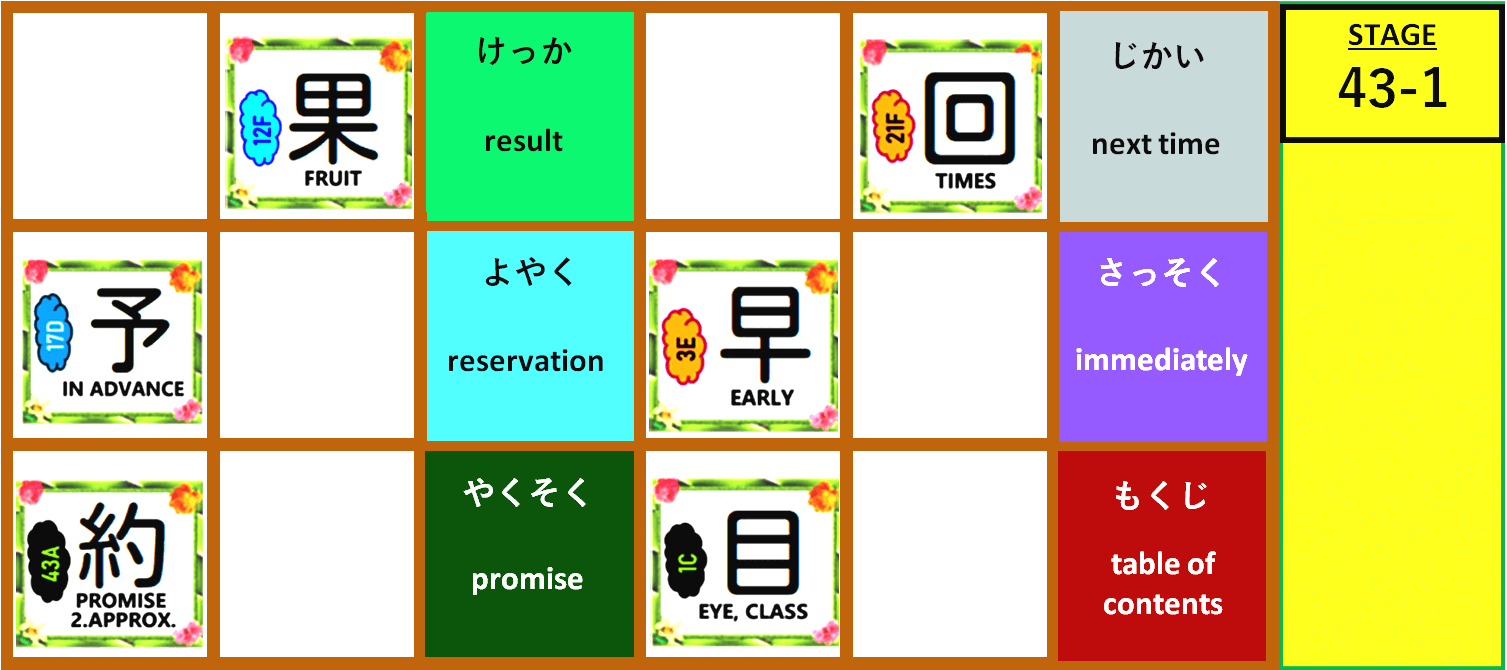 12F
果
FRUIT
けっか
result
21F
回
TIMES
じかい
next time
STAGE
43-1
17D
予
IN ADVANCE
よやく
reservation
3E
早
EARLY
さっそく
immediately
43A
約
PROMISE
2.APPROX.
やくそく
promise
1C
目
EYE, CLASS
もくじ
table of
contents